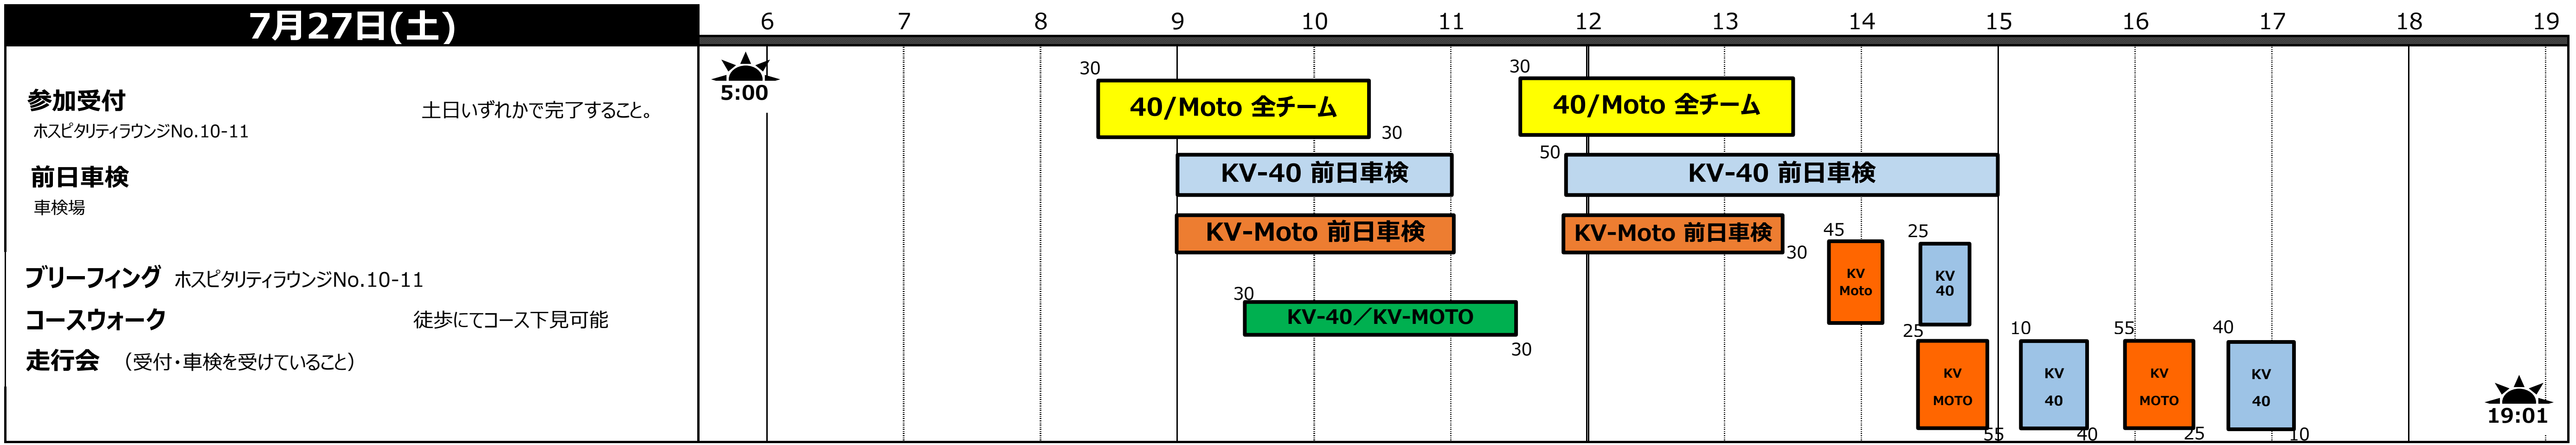 7月27日(土)
6 7 8 9 10 11 12 13 14 15 16 17 18 19
5:00
参加受付
ホスピタリティラウンジNo.10-11
土日いずれかで完了すること。
30
40/Moto 全チーム
30
30
40/Moto 全チーム
前日車検
車検場
KV-40 前日車検
50
KV-40 前日車検
KV-Moto 前日車検
KV-Moto 前日車検
30
ブリーフィング ホスピタリティラウンジNo.10-11
45
KV
Moto
25
KV
40
コースウォーク
徒歩にてコース下見可能
30
KV-40／KV-MOTO
30
走行会 （受付・車検を受けていること）
25
KV
MOTO
55
10
KV
40
40
55
KV
MOTO
25
40
KV
40
10
19:01